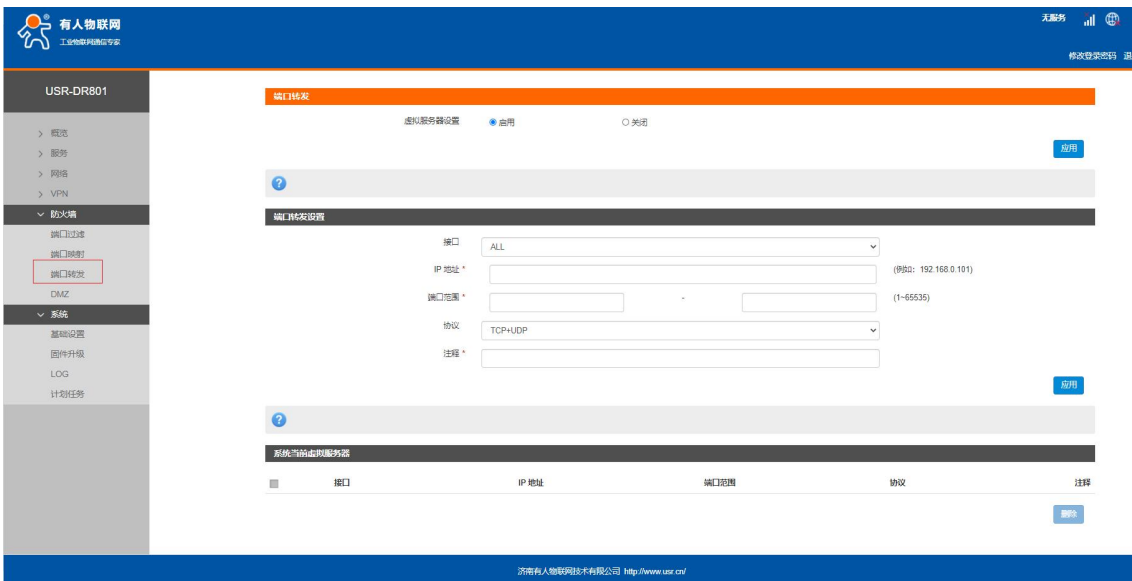 有人物联网
工业物联网通信专家
无服务
修改登录密码 退
USR-DR801
概览
服务
网络
VPN
防火墙
端口过滤
端口映射
端口转发
DMZ
系统
基础设置
固件升级
LOG
计划任务
端口转发
虚拟服务器设置 启用 关闭
应用
端口转发设置
接口 ALL
IP 地址 * (例如: 192.168.0.101)
端口范围 * - (1~65535)
协议 TCP+UDP
注释 *
应用
系统当前虚拟服务器
接口 IP 地址 端口范围 协议 注释
删除
济南有人物联网技术有限公司 http://www.usr.cn/